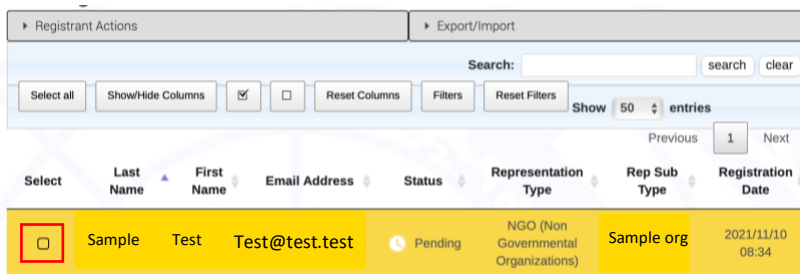 Registrant Actions Export/Import
Search: search clear
Select all Show/Hide Columns Reset Columns Filters Reset Filters Show 50 entries
Previous 1 Next
Select Last Name First Name Email Address Status Representation Type Rep Sub Type Registration Date
Sample Test Test@test.test Pending NGO (Non Governmental Organizations) Sample org 2021/11/10 08:34